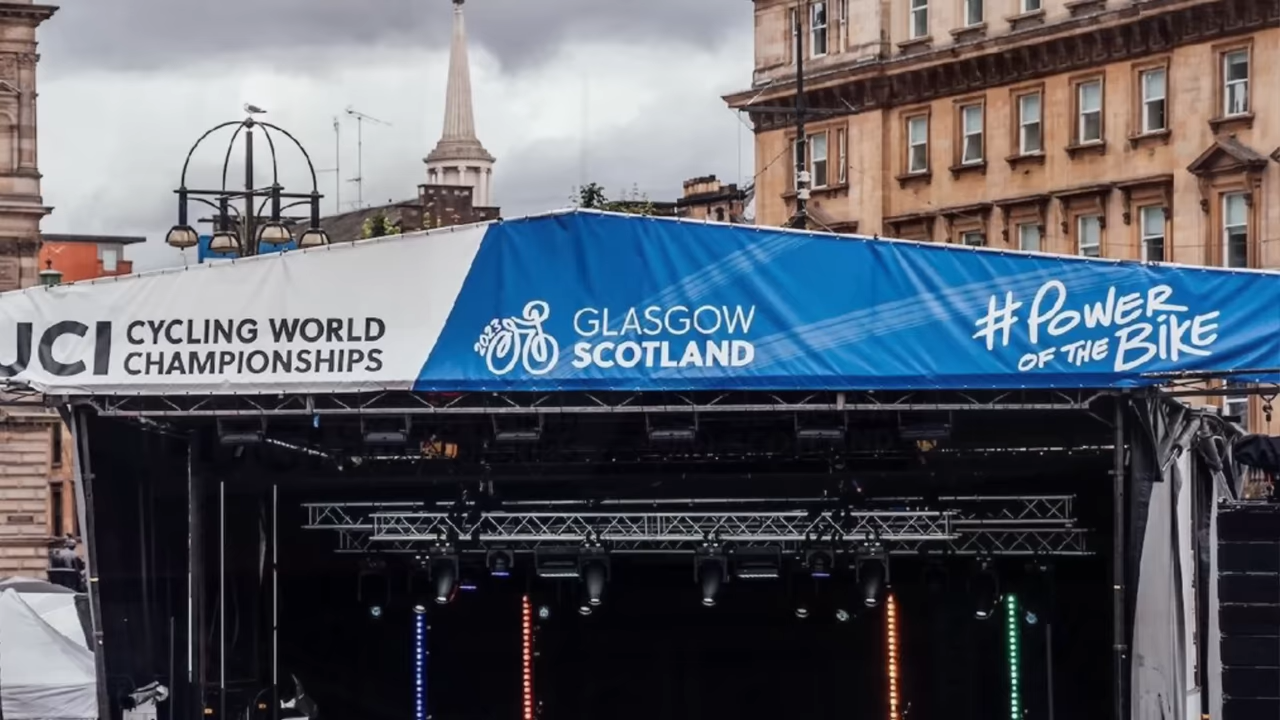 UCI
CYCLING WORLD
CHAMPIONSHIPS
2023
GLASGOW
SCOTLAND
#POWER
OF THE BIKE